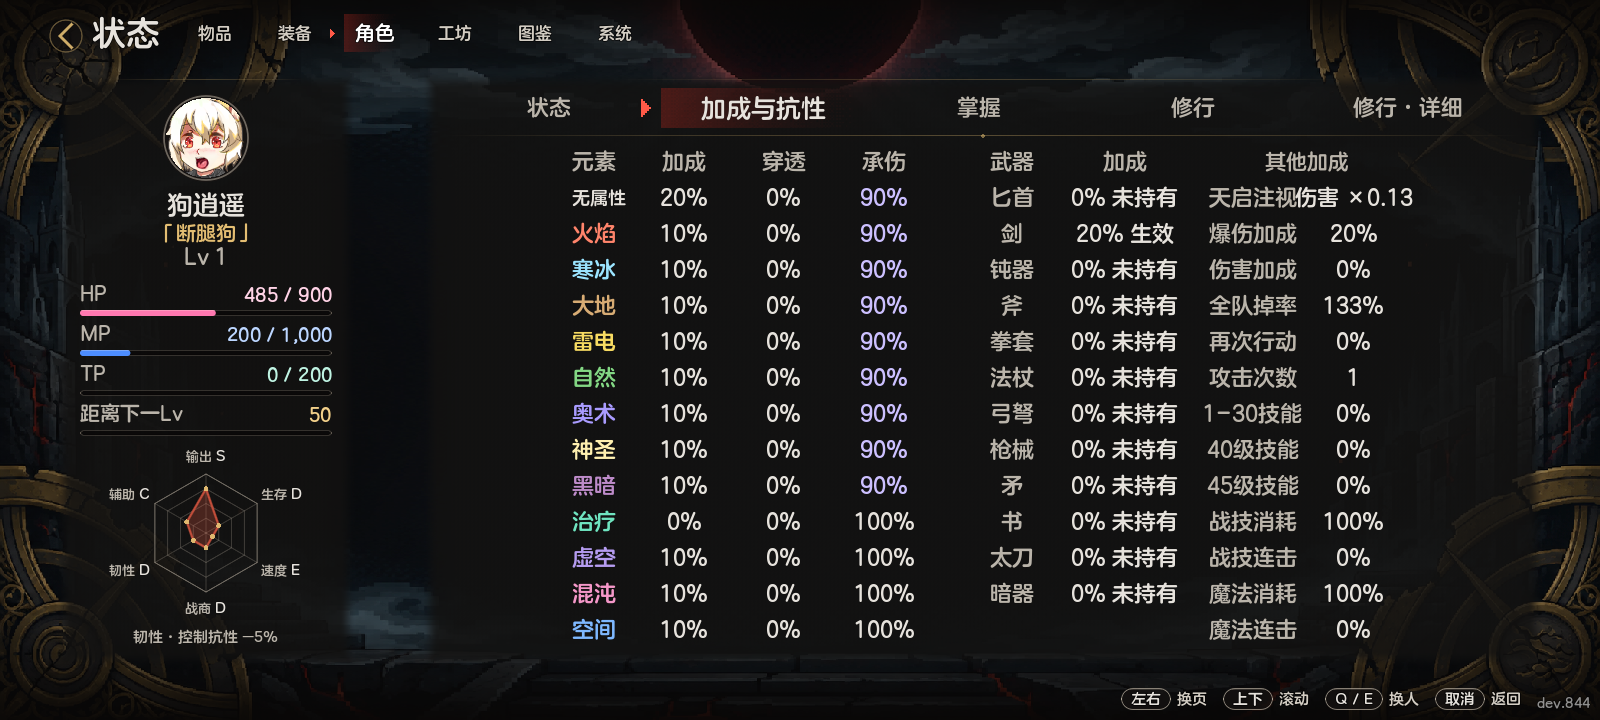 状态 物品 装备 角色 工坊 图鉴 系统
状态 加成与抗性 掌握 修行 修行·详细
狗逍遥
「断腿狗」
Lv 1
HP 485 / 900
MP 200 / 1,000
TP 0 / 200
距离下一Lv 50
输出 S
辅助 C 生存 D
韧性 D 速度 E
战商 D
韧性·控制抗性 −5%
元素 加成 穿透 承伤 武器 加成 其他加成
无属性 20% 0% 90% 匕首 0% 未持有 天启注视伤害 ×0.13
火焰 10% 0% 90% 剑 20% 生效 爆伤加成 20%
寒冰 10% 0% 90% 钝器 0% 未持有 伤害加成 0%
大地 10% 0% 90% 斧 0% 未持有 全队掉率 133%
雷电 10% 0% 90% 拳套 0% 未持有 再次行动 0%
自然 10% 0% 90% 法杖 0% 未持有 攻击次数 1
奥术 10% 0% 90% 弓弩 0% 未持有 1-30技能 0%
神圣 10% 0% 90% 枪械 0% 未持有 40级技能 0%
黑暗 10% 0% 90% 矛 0% 未持有 45级技能 0%
治疗 0% 0% 100% 书 0% 未持有 战技消耗 100%
虚空 10% 0% 100% 太刀 0% 未持有 战技连击 0%
混沌 10% 0% 100% 暗器 0% 未持有 魔法消耗 100%
空间 10% 0% 100% 魔法连击 0%
左右 换页 上下 滚动 Q / E 换人 取消 返回 dev.844